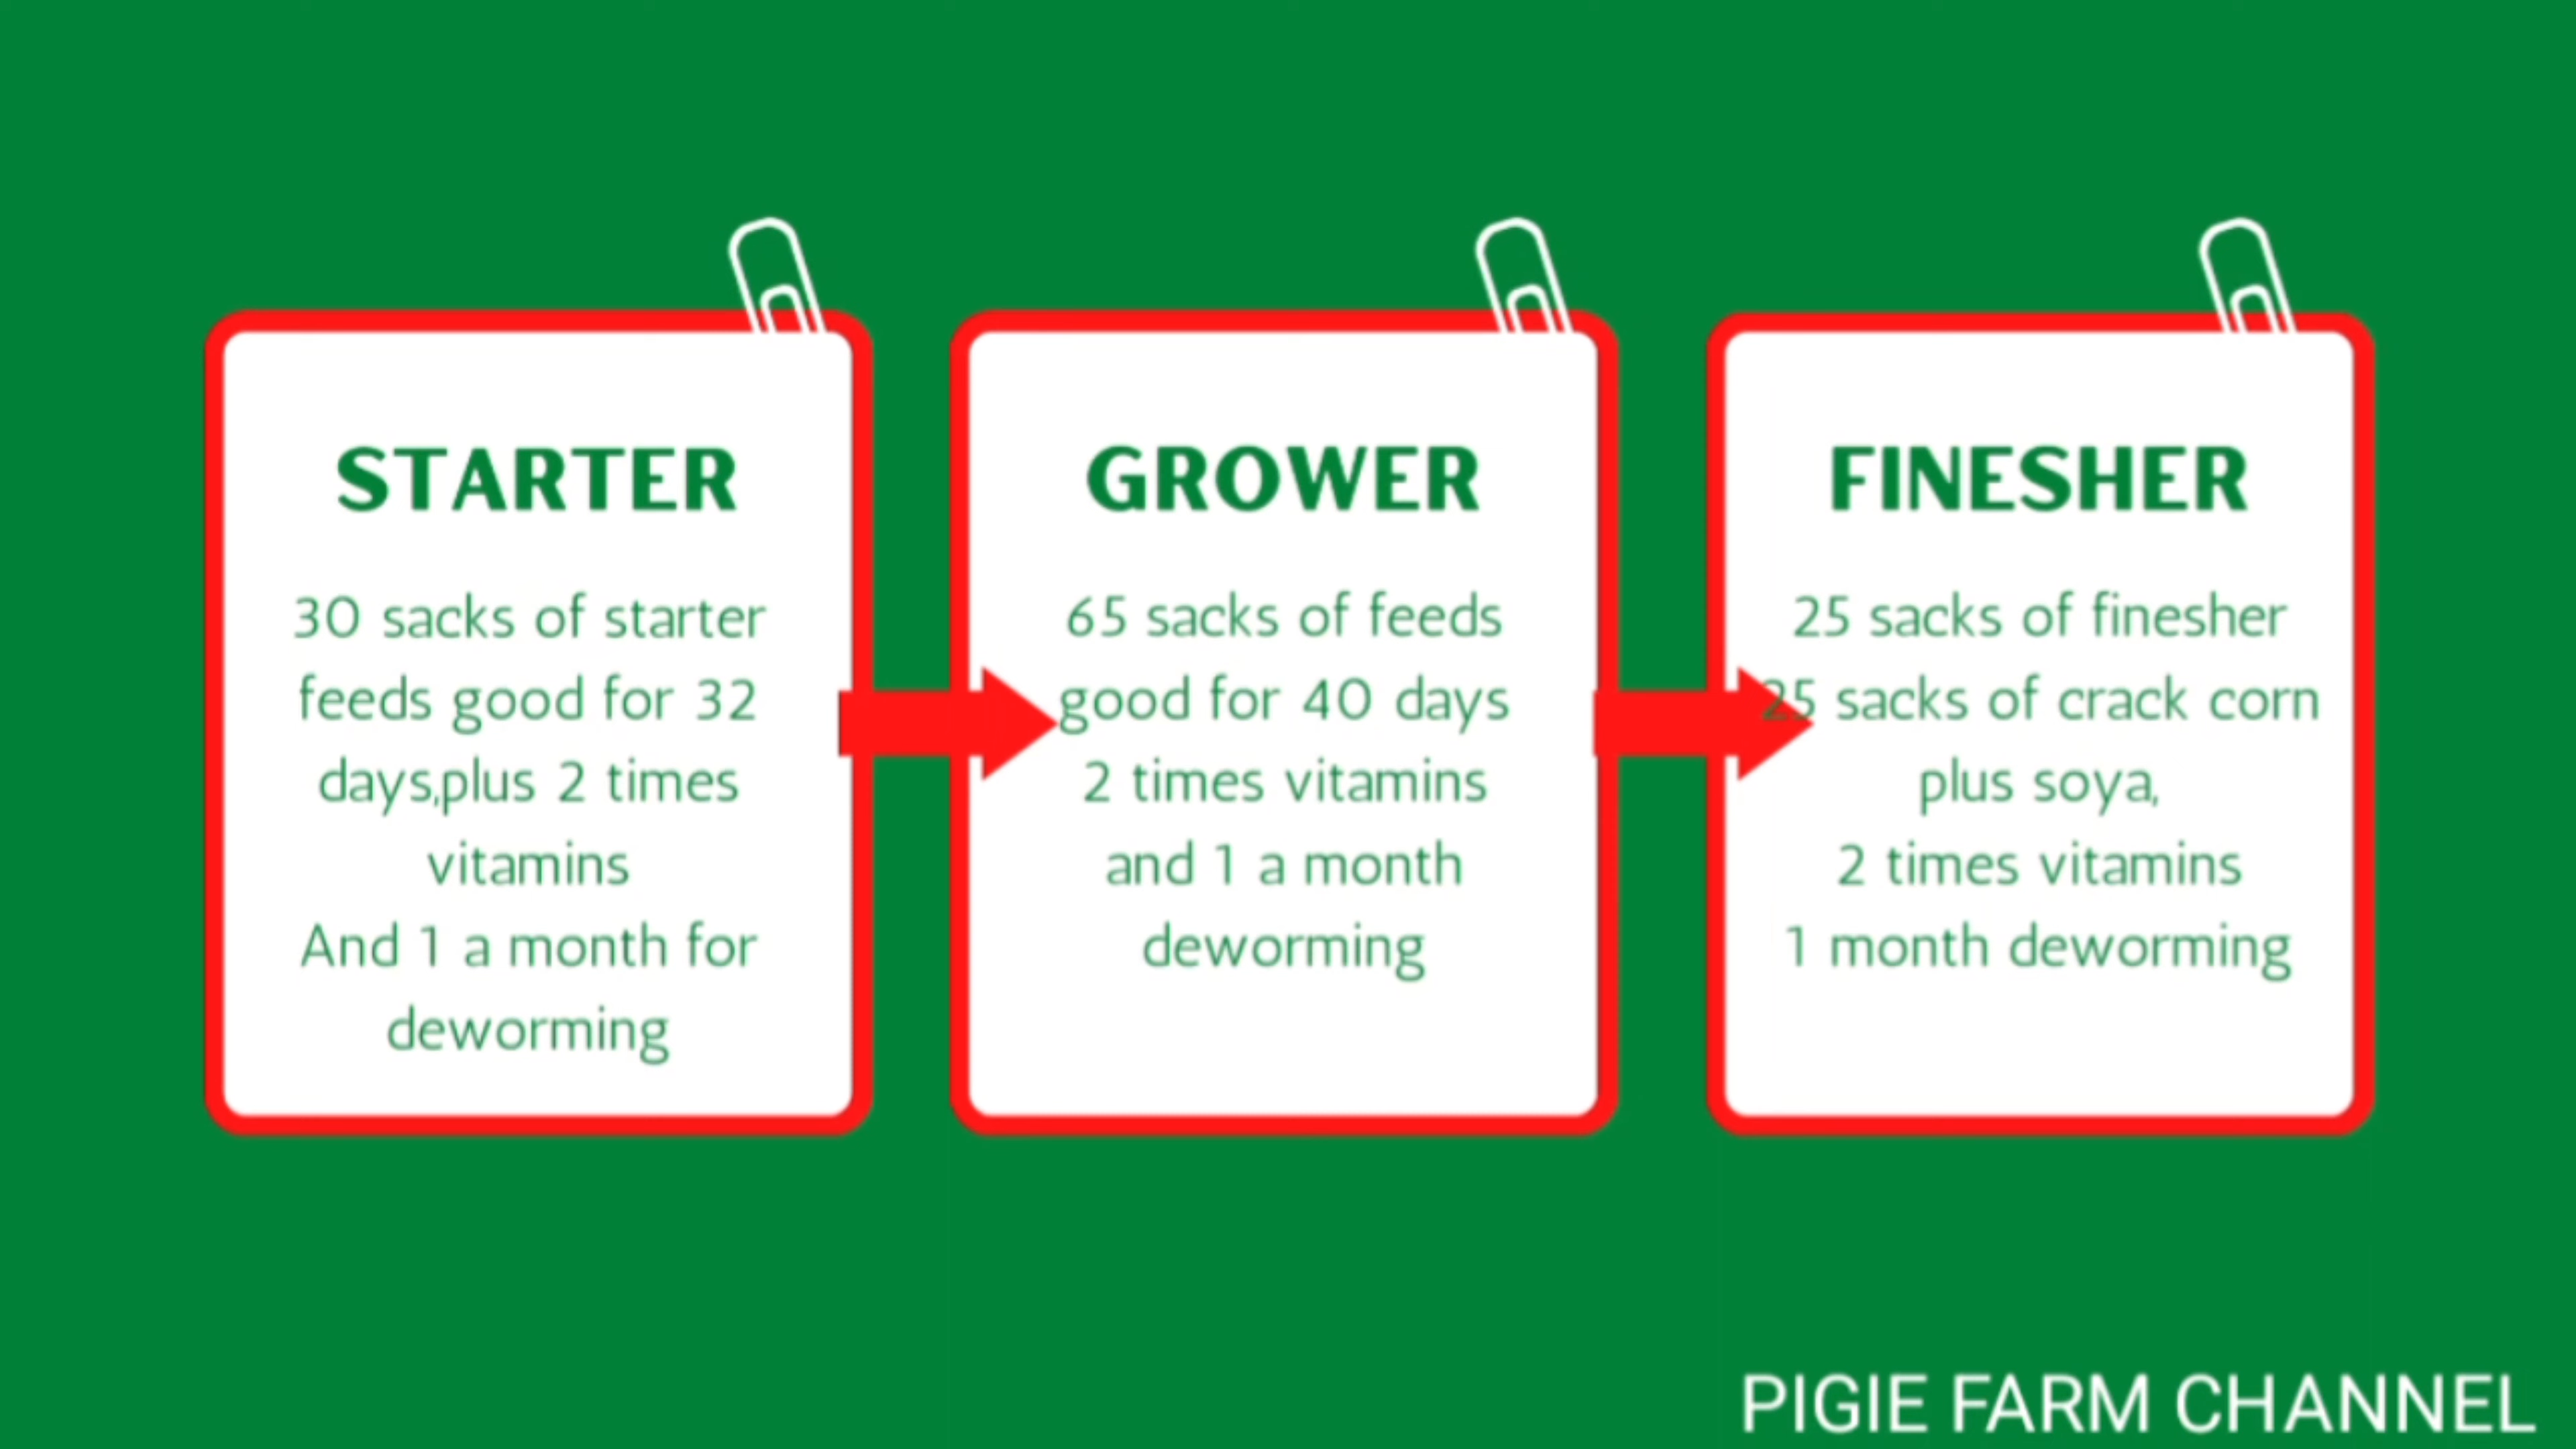 STARTER
30 sacks of starter
feeds good for 32
days,plus 2 times
vitamins
And 1 a month for
deworming
GROWER
65 sacks of feeds
good for 40 days
2 times vitamins
and 1 a month
deworming
FINESHER
25 sacks of finesher
25 sacks of crack corn
plus soya,
2 times vitamins
1 month deworming
PIGIE FARM CHANNEL